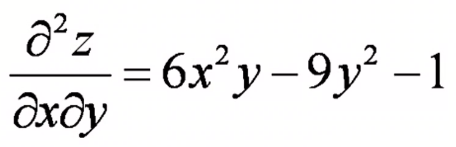 ∂²z/∂x∂y = 6x²y − 9y² − 1